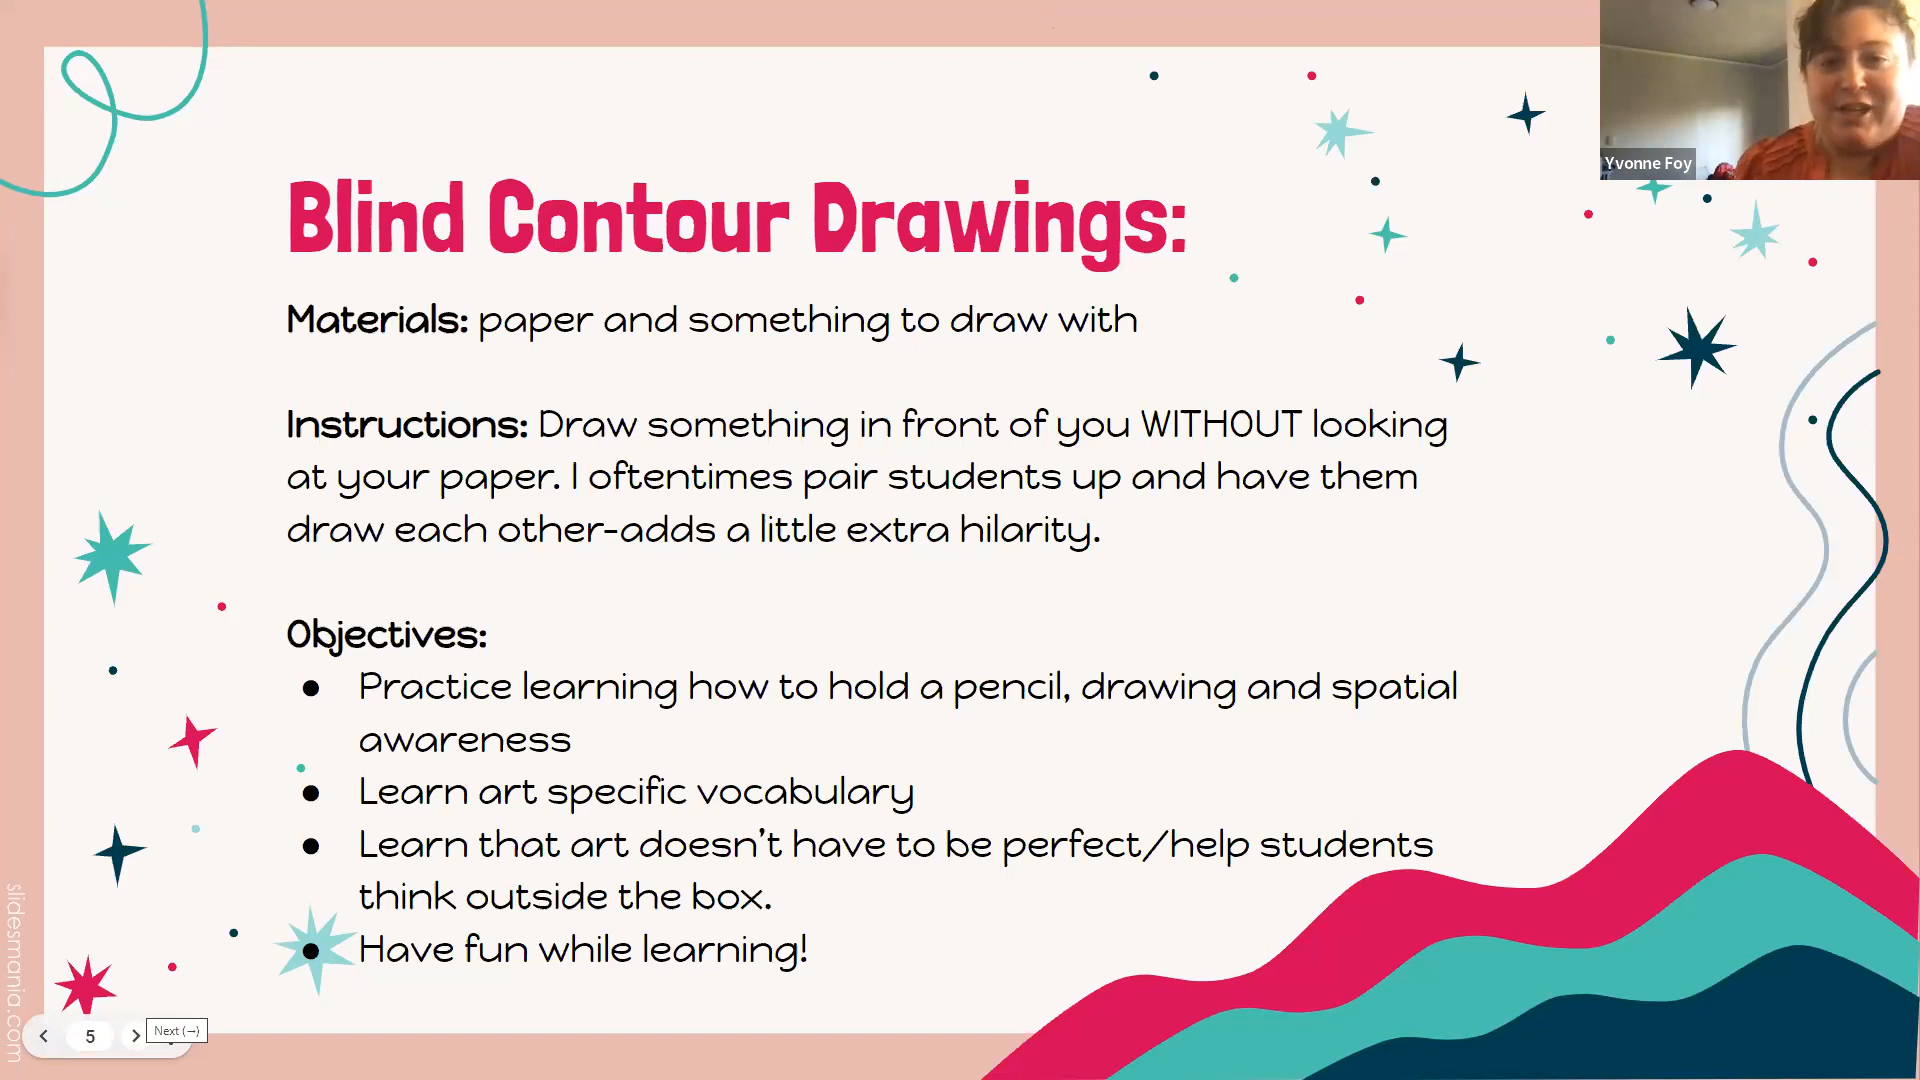 Blind Contour Drawings:
Materials: paper and something to draw with
Instructions: Draw something in front of you WITHOUT looking
at your paper. I oftentimes pair students up and have them
draw each other-adds a little extra hilarity.
Objectives:
● Practice learning how to hold a pencil, drawing and spatial
awareness
● Learn art specific vocabulary
● Learn that art doesn't have to be perfect/help students
think outside the box.
● Have fun while learning!
Yvonne Foy
slidesmania.com
5
Next (→)